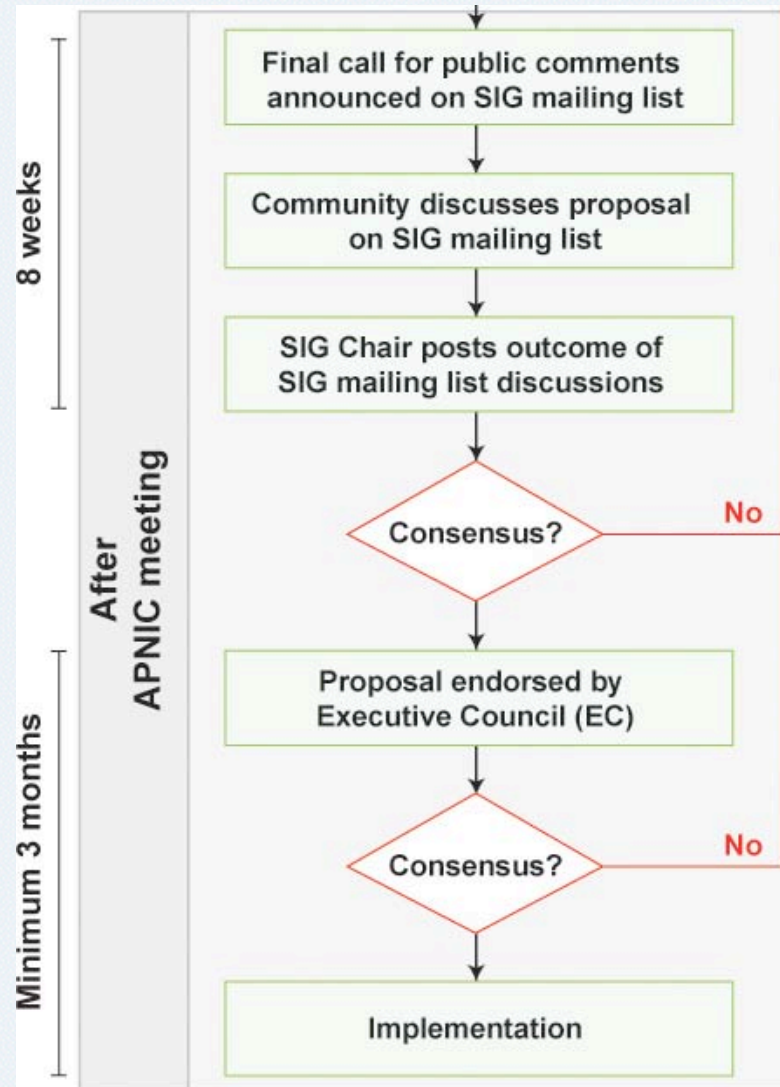 Final call for public comments
announced on SIG mailing list
8 weeks
Community discusses proposal
on SIG mailing list
SIG Chair posts outcome of
SIG mailing list discussions
After
APNIC meeting
Consensus?
No
Minimum 3 months
Proposal endorsed by
Executive Council (EC)
Consensus?
No
Implementation